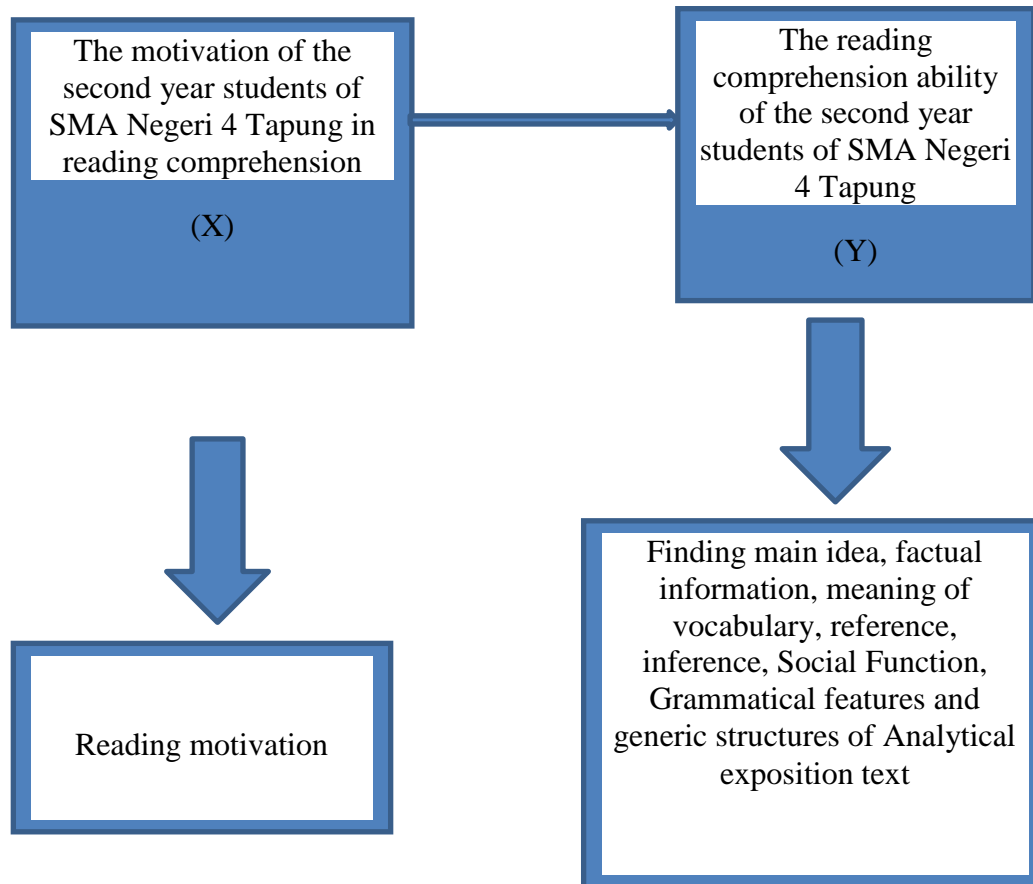 The motivation of the
second year students of
SMA Negeri 4 Tapung in
reading comprehension
(X)
The reading
comprehension ability
of the second year
students of SMA Negeri
4 Tapung
(Y)
Reading motivation
Finding main idea, factual
information, meaning of
vocabulary, reference,
inference, Social Function,
Grammatical features and
generic structures of Analytical
exposition text